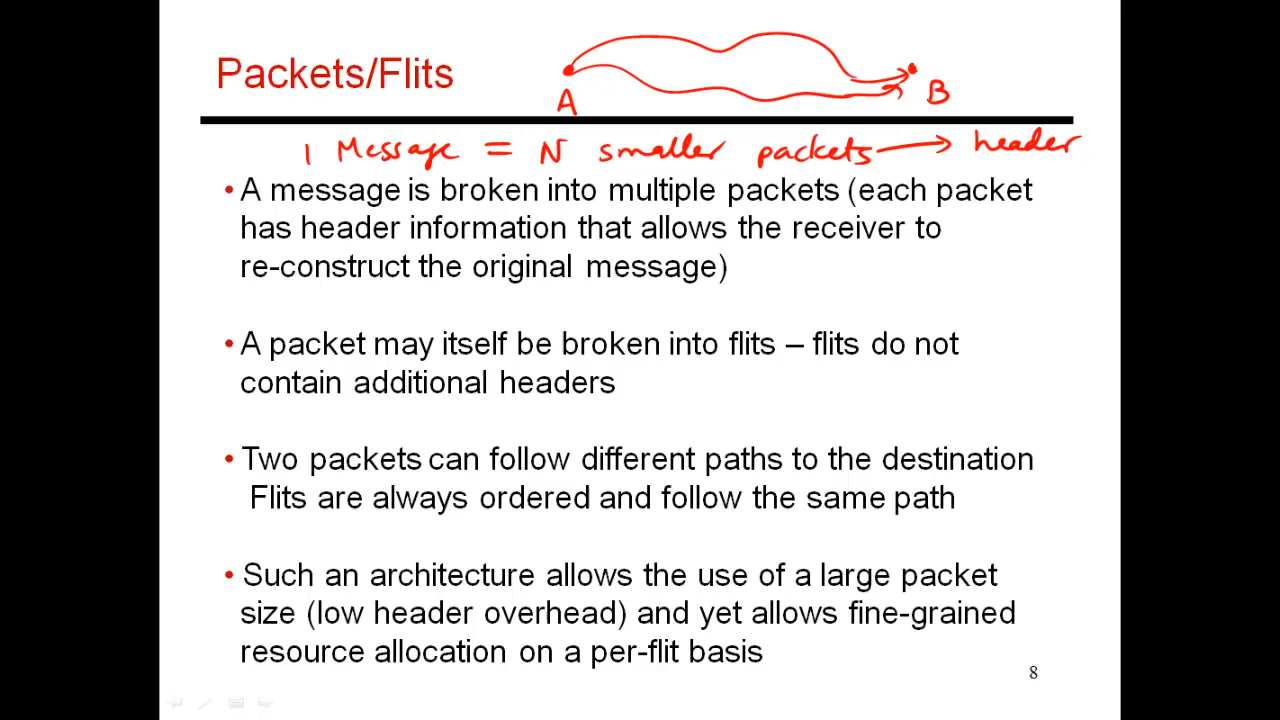 Packets/Flits
A
B
1 Message = N smaller packets → header
• A message is broken into multiple packets (each packet
has header information that allows the receiver to
re-construct the original message)
• A packet may itself be broken into flits – flits do not
contain additional headers
• Two packets can follow different paths to the destination
Flits are always ordered and follow the same path
• Such an architecture allows the use of a large packet
size (low header overhead) and yet allows fine-grained
resource allocation on a per-flit basis
8